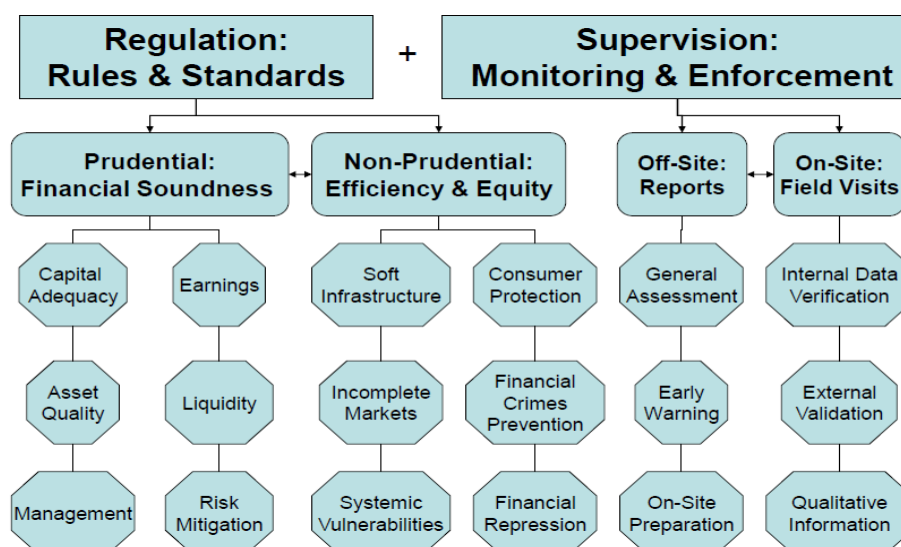 Regulation:
Rules & Standards
+
Supervision:
Monitoring & Enforcement
Prudential:
Financial Soundness
Non-Prudential:
Efficiency & Equity
Off-Site:
Reports
On-Site:
Field Visits
Capital
Adequacy
Earnings
Soft
Infrastructure
Consumer
Protection
General
Assessment
Internal Data
Verification
Asset
Quality
Liquidity
Incomplete
Markets
Financial
Crimes
Prevention
Early
Warning
External
Validation
Management
Risk
Mitigation
Systemic
Vulnerabilities
Financial
Repression
On-Site
Preparation
Qualitative
Information